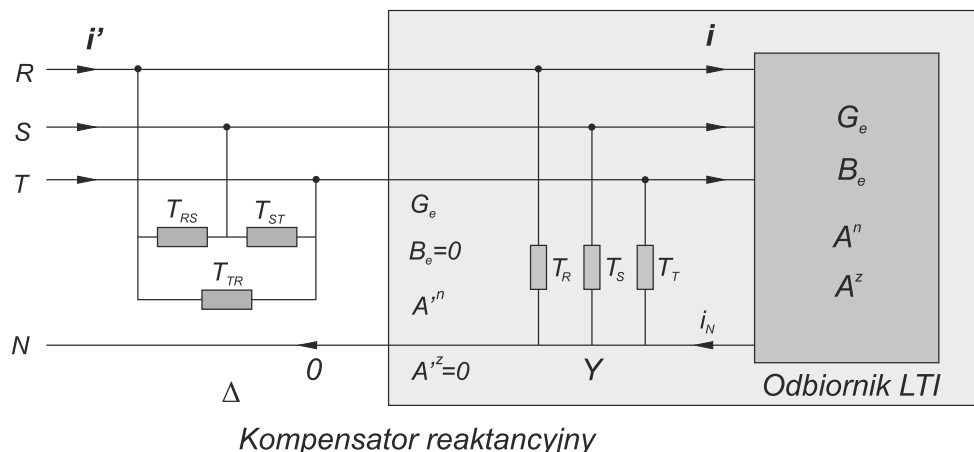 i’ i
R
S
T
T_RS T_ST
T_TR
G_e
B_e=0
A’^n
A’^z=0
T_R T_S T_T
G_e
B_e
A^n
A^z
i_N
N
0
Δ
Y
Odbiornik LTI
Kompensator reaktancyjny